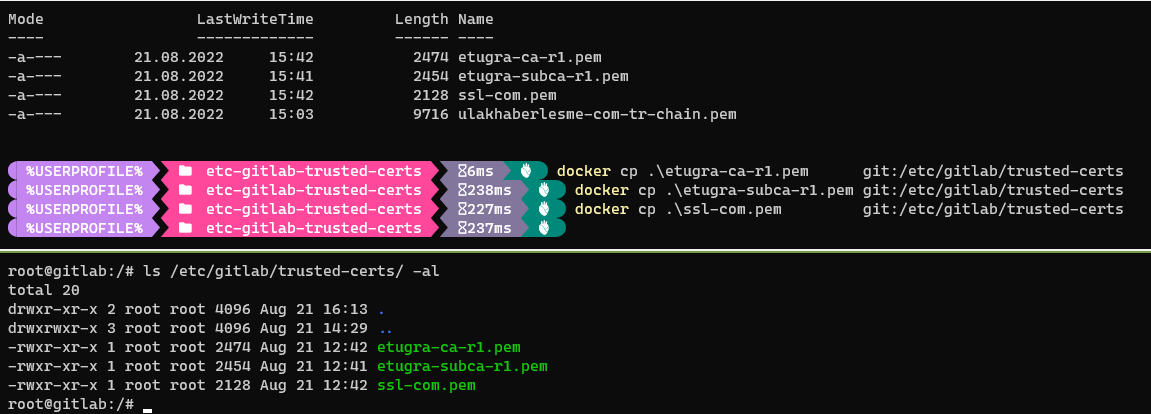 Mode LastWriteTime Length Name
---- ------------- ------ ----
-a---- 21.08.2022 15:42 2474 etugra-ca-r1.pem
-a---- 21.08.2022 15:41 2454 etugra-subca-r1.pem
-a---- 21.08.2022 15:42 2128 ssl-com.pem
-a---- 21.08.2022 15:03 9716 ulakhaberlesme-com-tr-chain.pem
%USERPROFILE% etc-gitlab-trusted-certs 6ms docker cp .\etugra-ca-r1.pem git:/etc/gitlab/trusted-certs
%USERPROFILE% etc-gitlab-trusted-certs 238ms docker cp .\etugra-subca-r1.pem git:/etc/gitlab/trusted-certs
%USERPROFILE% etc-gitlab-trusted-certs 227ms docker cp .\ssl-com.pem git:/etc/gitlab/trusted-certs
%USERPROFILE% etc-gitlab-trusted-certs 237ms
root@gitlab:/# ls /etc/gitlab/trusted-certs/ -al
total 20
drwxr-xr-x 2 root root 4096 Aug 21 16:13 .
drwxrwxr-x 3 root root 4096 Aug 21 14:29 ..
-rwxr-xr-x 1 root root 2474 Aug 21 12:42 etugra-ca-r1.pem
-rwxr-xr-x 1 root root 2454 Aug 21 12:41 etugra-subca-r1.pem
-rwxr-xr-x 1 root root 2128 Aug 21 12:42 ssl-com.pem
root@gitlab:/#